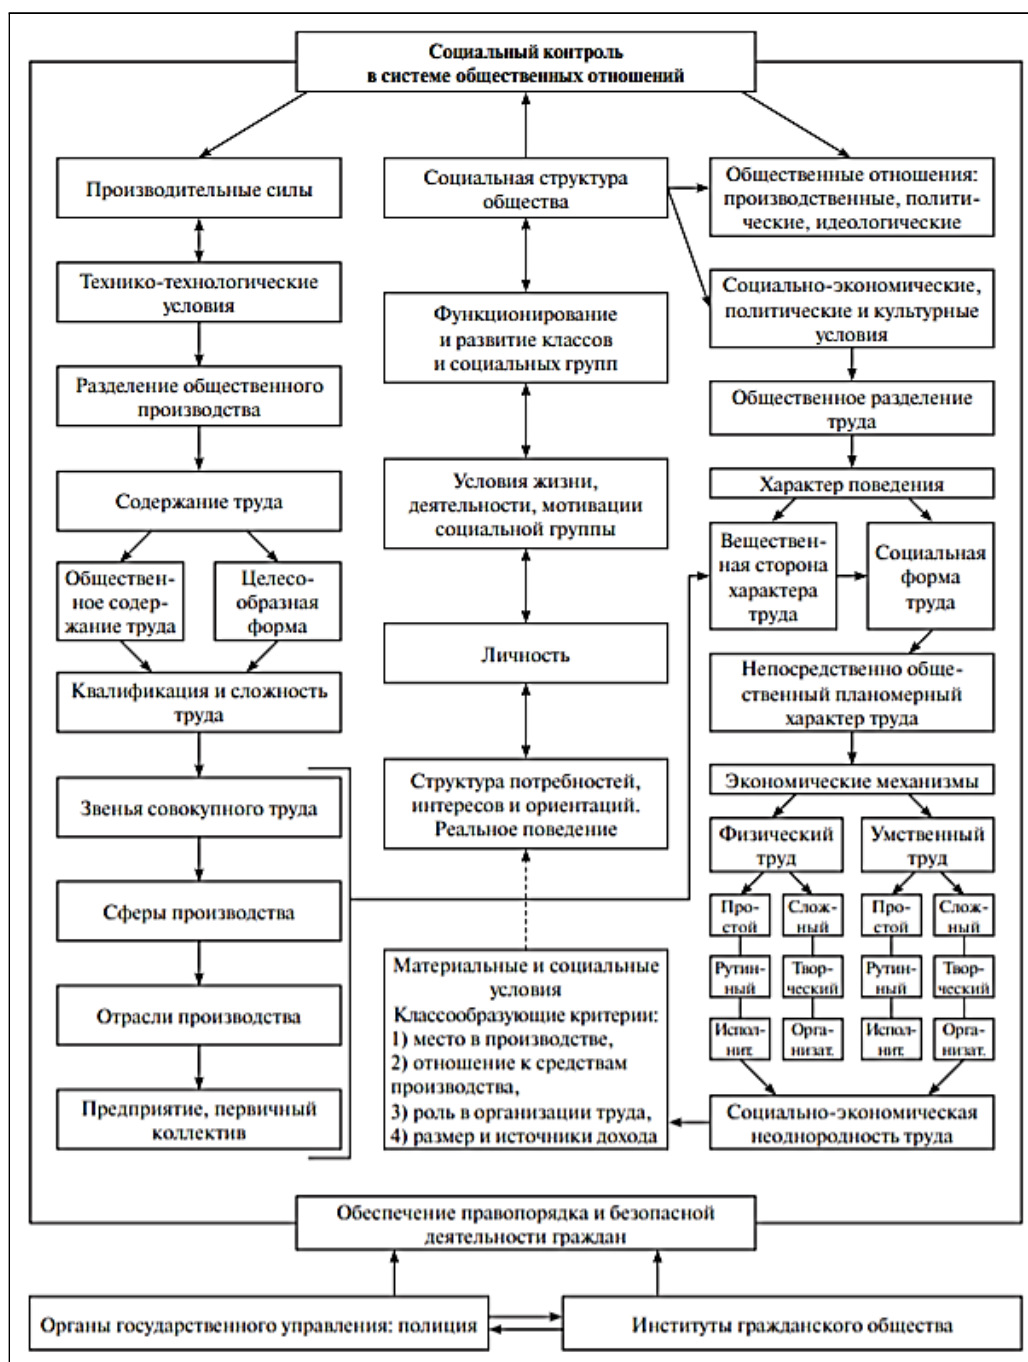 Социальный контроль
в системе общественных отношений
Производительные силы
Технико-технологические
условия
Разделение общественного
производства
Содержание труда
Обществен-
ное содер-
жание труда
Целесо-
образная
форма
Квалификация и сложность
труда
Звенья совокупного труда
Сферы производства
Отрасли производства
Предприятие, первичный
коллектив
Социальная структура
общества
Функционирование
и развитие классов
и социальных групп
Условия жизни,
деятельности, мотивации
социальной группы
Личность
Структура потребностей,
интересов и ориентаций.
Реальное поведение
Материальные и социальные
условия
Классообразующие критерии:
1) место в производстве,
2) отношение к средствам
производства,
3) роль в организации труда,
4) размер и источники дохода
Общественные отношения:
производственные, полити-
ческие, идеологические
Социально-экономические,
политические и культурные
условия
Общественное разделение
труда
Характер поведения
Веществен-
ная сторона
характера
труда
Социальная
форма
труда
Непосредственно обще-
ственный планомерный
характер труда
Экономические механизмы
Физический
труд
Умственный
труд
Про-
стой
Слож-
ный
Про-
стой
Слож-
ный
Рутин-
ный
Твор-
ческий
Рутин-
ный
Твор-
ческий
Испол-
нит.
Орга-
низат.
Испол-
нит.
Орга-
низат.
Социально-экономическая
неоднородность труда
Обеспечение правопорядка и безопасной
деятельности граждан
Органы государственного управления: полиция
Институты гражданского общества